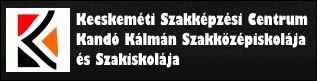 Kecskeméti Szakképzési Centrum
Kandó Kálmán Szakközépiskolája
és Szakiskolája